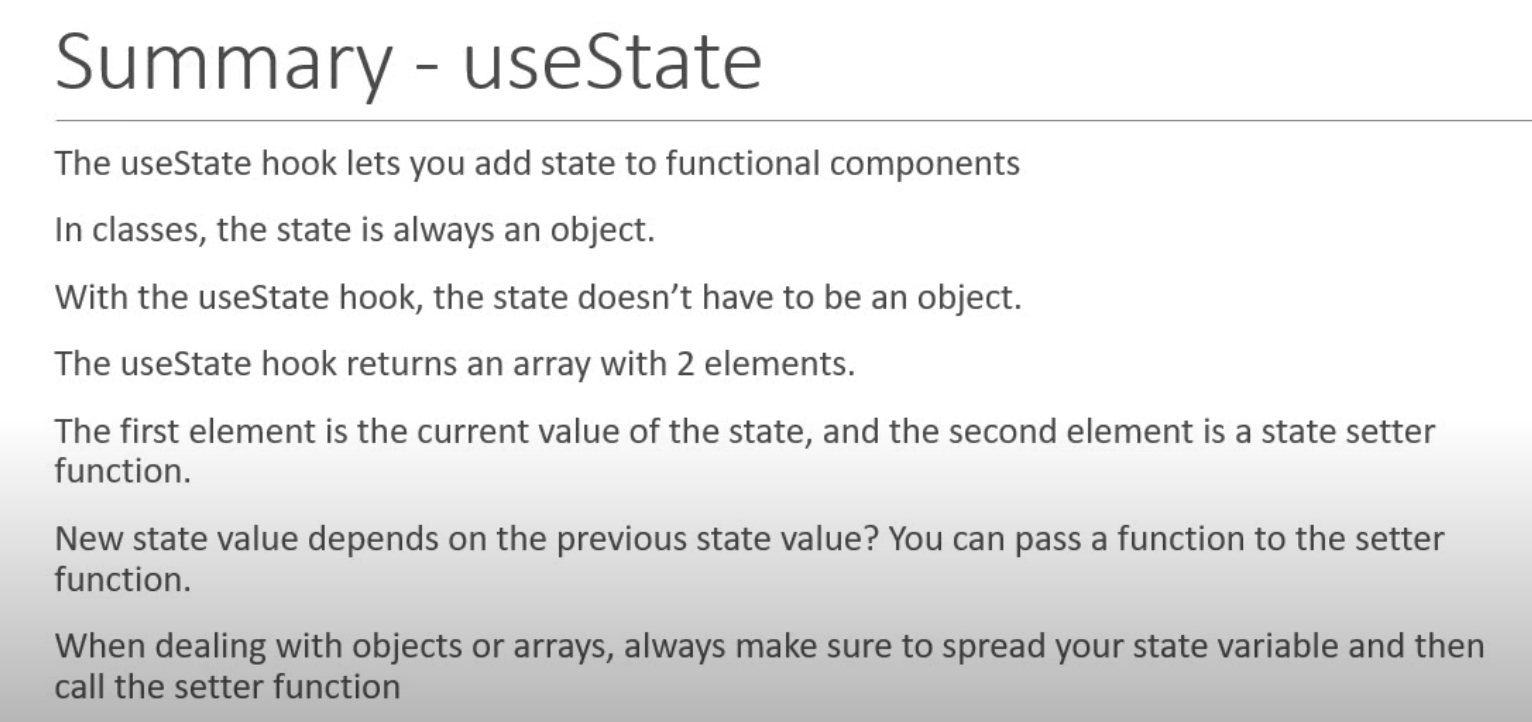 Summary - useState
The useState hook lets you add state to functional components
In classes, the state is always an object.
With the useState hook, the state doesn’t have to be an object.
The useState hook returns an array with 2 elements.
The first element is the current value of the state, and the second element is a state setter
function.
New state value depends on the previous state value? You can pass a function to the setter
function.
When dealing with objects or arrays, always make sure to spread your state variable and then
call the setter function